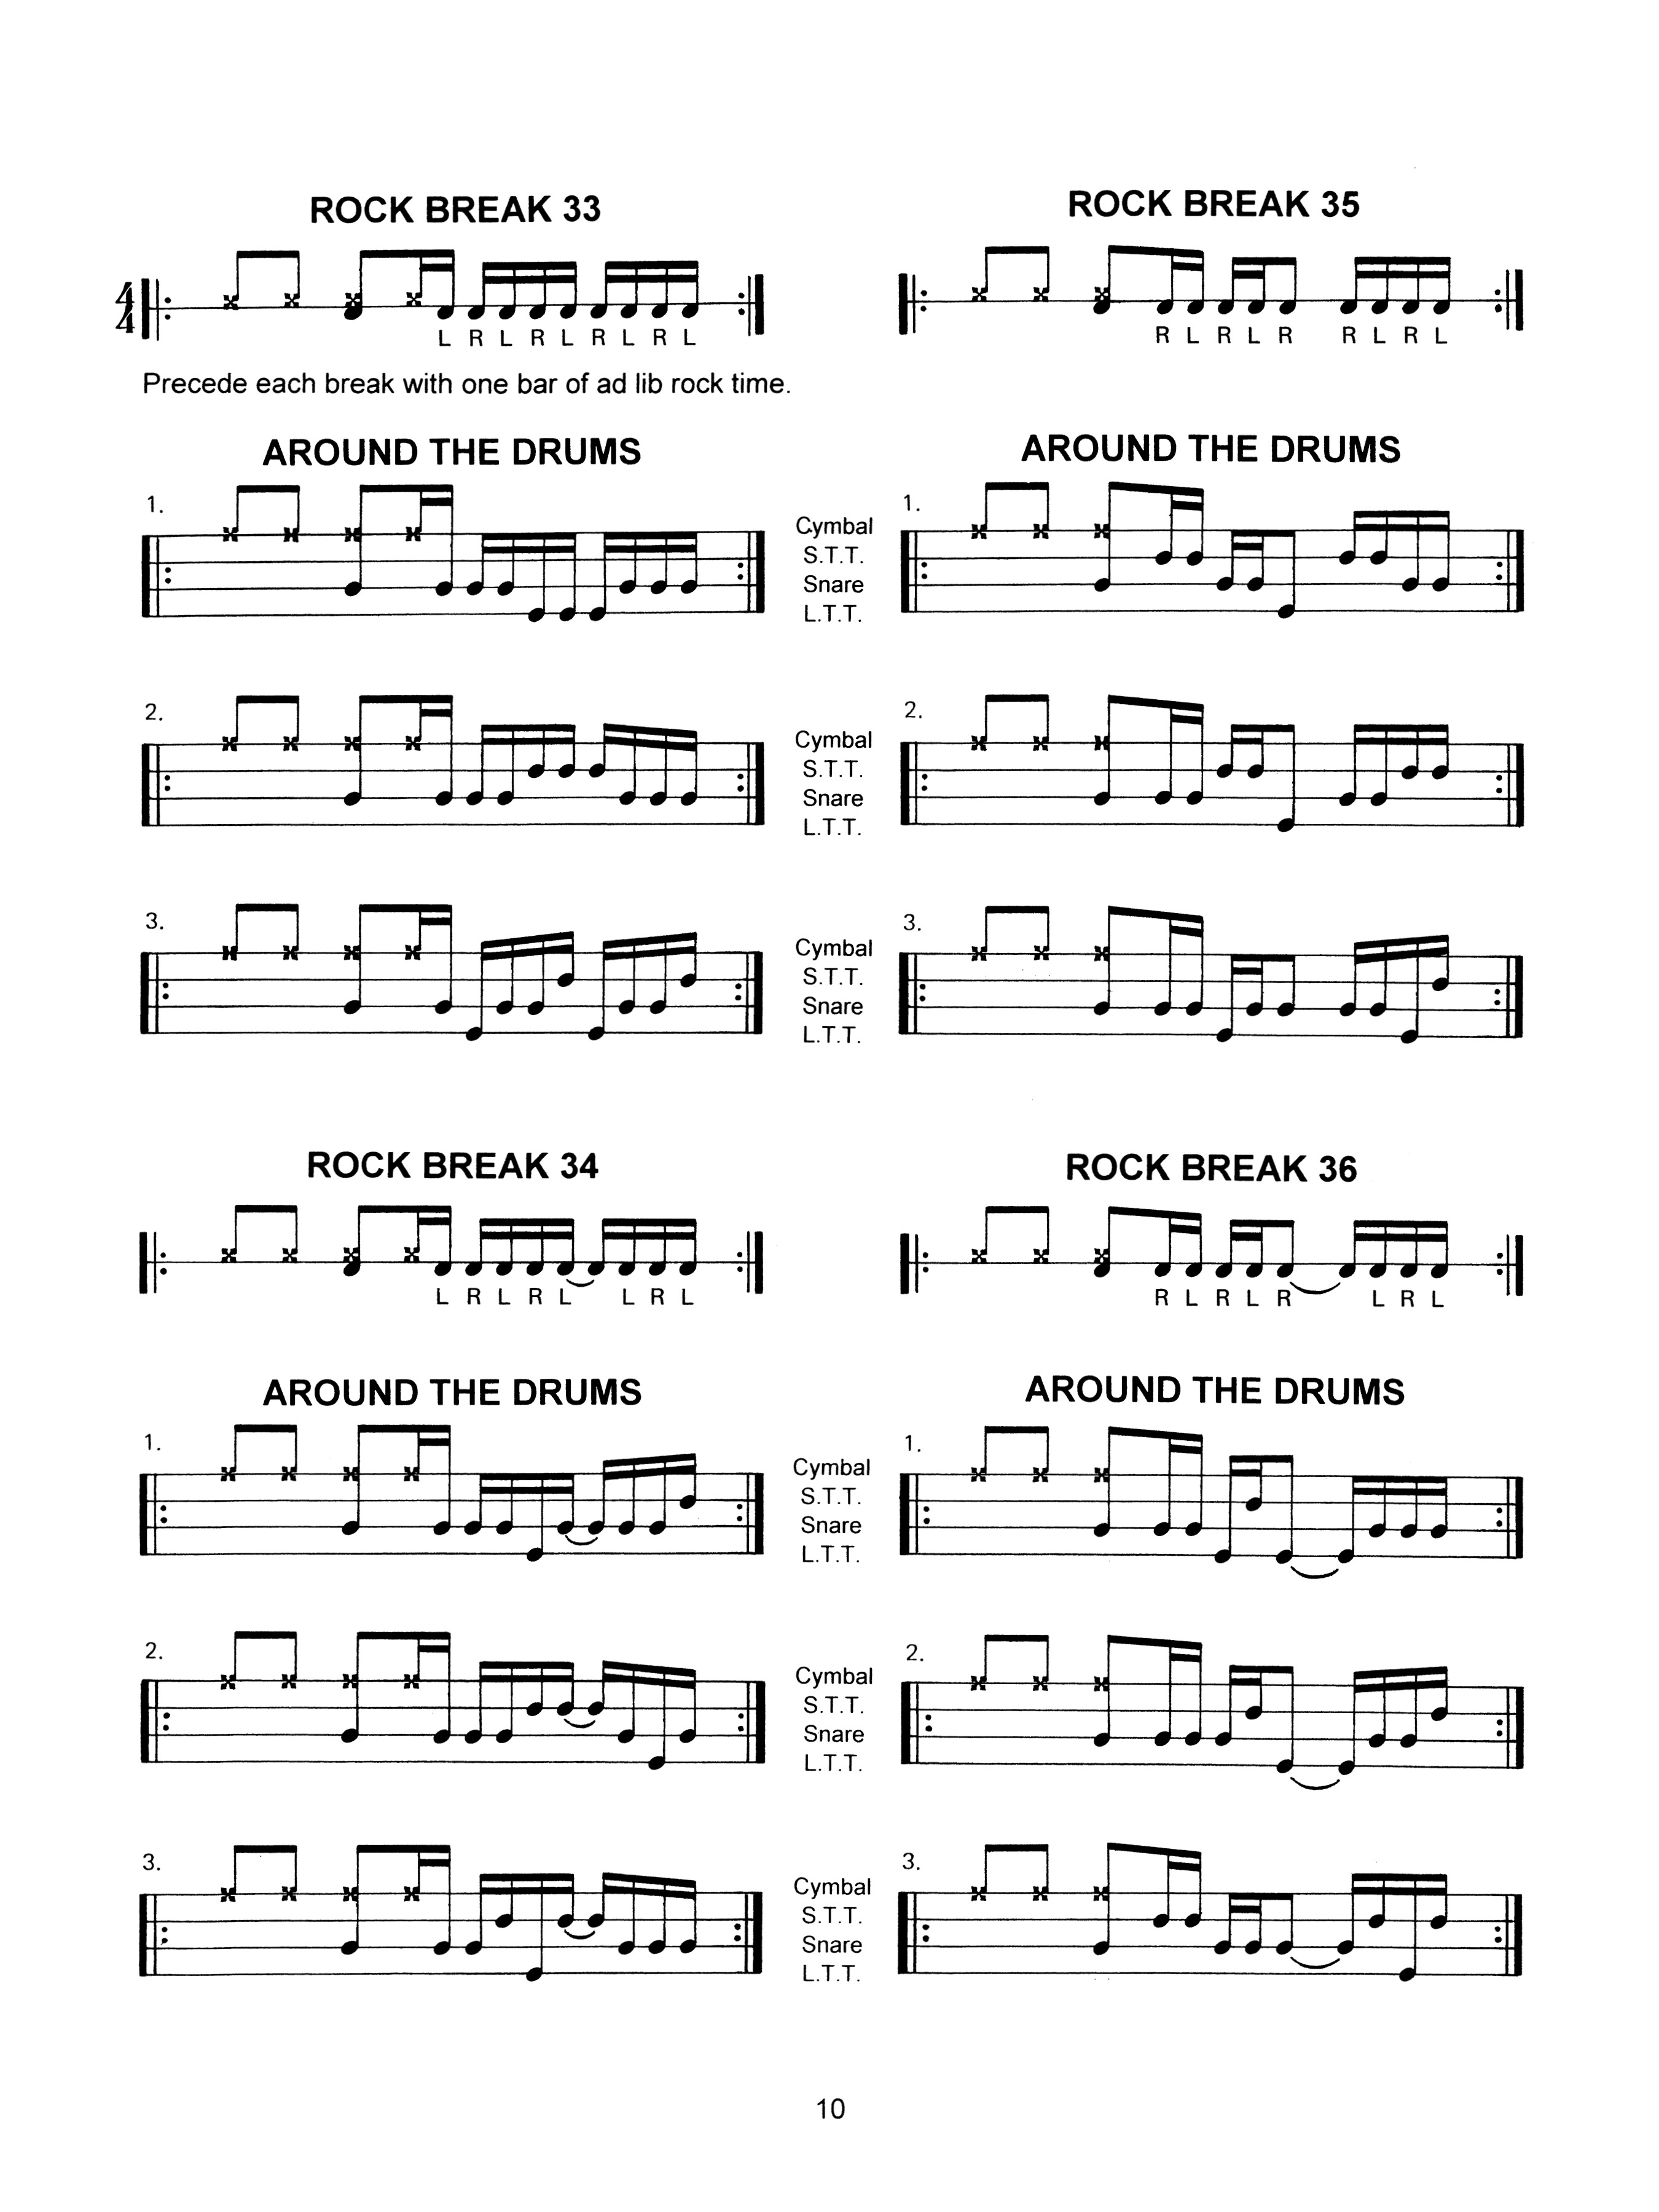 ROCK BREAK 33
4
4
L R L R L R L R L
Precede each break with one bar of ad lib rock time.
AROUND THE DRUMS
1.
Cymbal
S.T.T.
Snare
L.T.T.
2.
Cymbal
S.T.T.
Snare
L.T.T.
3.
Cymbal
S.T.T.
Snare
L.T.T.
ROCK BREAK 35
R L R L R R L R L
AROUND THE DRUMS
1.
2.
3.
ROCK BREAK 34
L R L R L L R L
AROUND THE DRUMS
1.
Cymbal
S.T.T.
Snare
L.T.T.
2.
Cymbal
S.T.T.
Snare
L.T.T.
3.
Cymbal
S.T.T.
Snare
L.T.T.
ROCK BREAK 36
R L R L R L R L
AROUND THE DRUMS
1.
2.
3.
10